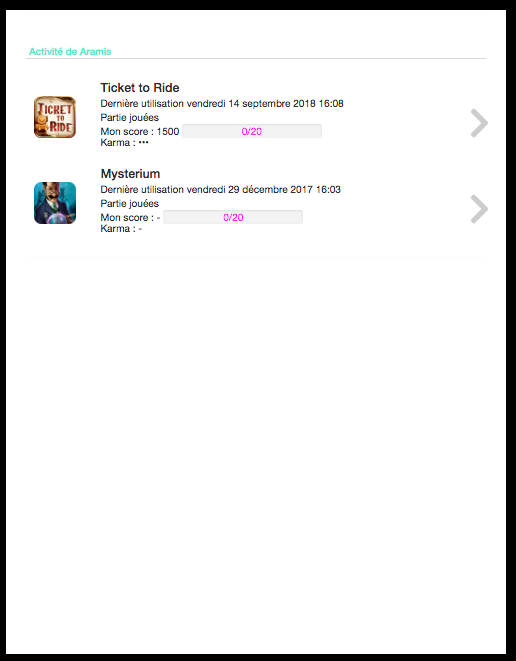 Activité de Aramis
Ticket to Ride
Dernière utilisation vendredi 14 septembre 2018 16:08
Partie jouées
Mon score : 1500 0/20
Karma : •••
TICKET
TO
RIDE
Mysterium
Dernière utilisation vendredi 29 décembre 2017 16:03
Partie jouées
Mon score : - 0/20
Karma : -